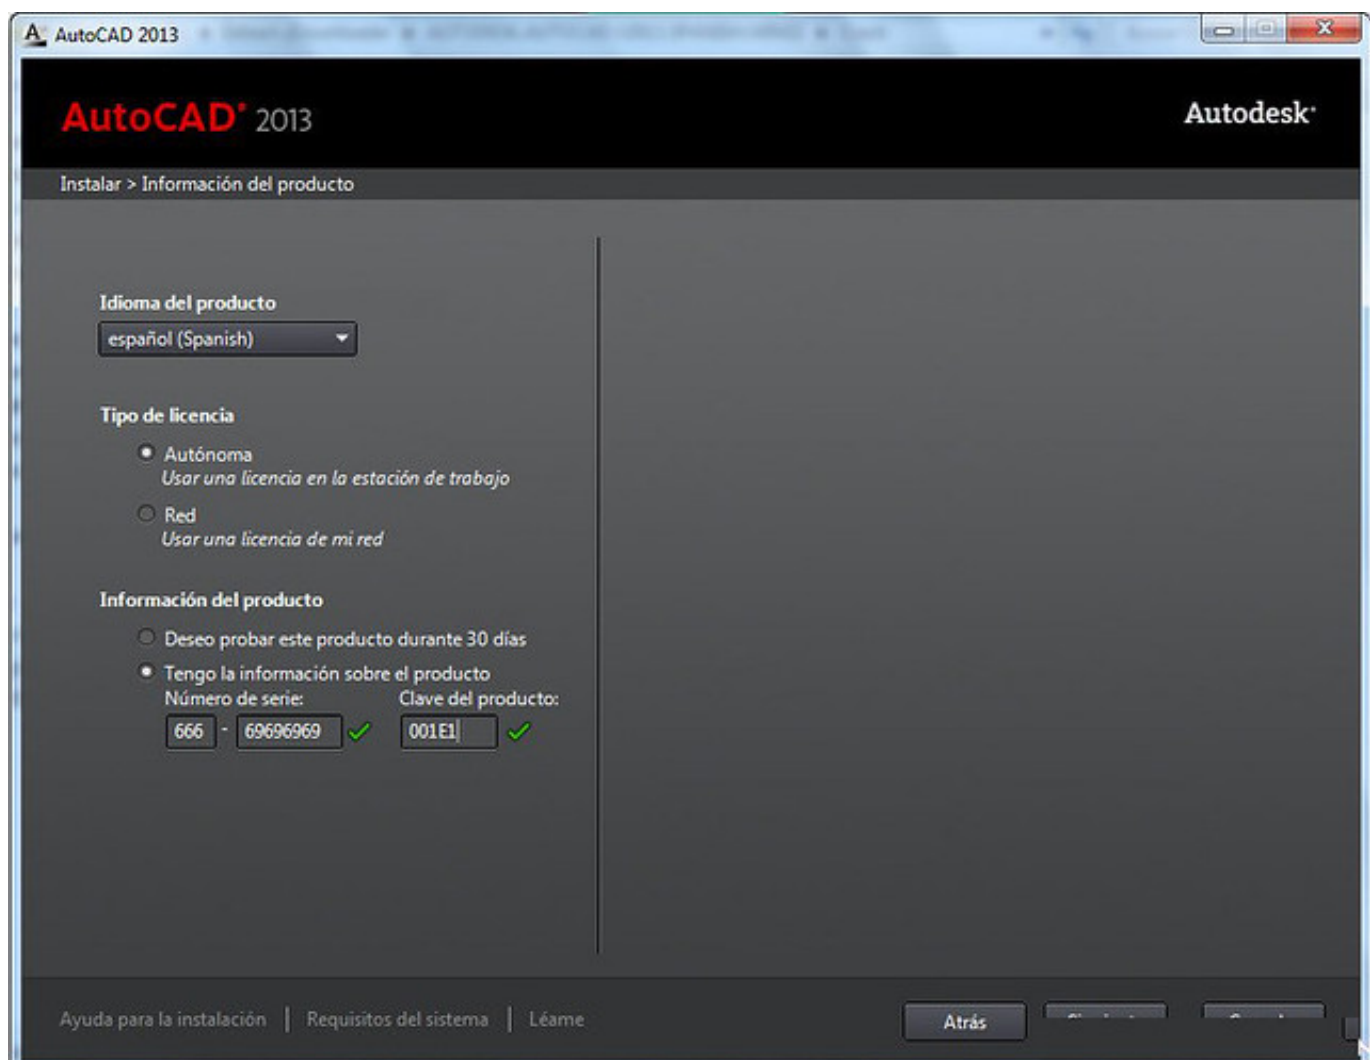 AutoCAD 2013
AutoCAD 2013
Autodesk
Instalar > Información del producto
Idioma del producto
español (Spanish)
Tipo de licencia
Autónoma
Usar una licencia en la estación de trabajo
Red
Usar una licencia de mi red
Información del producto
Deseo probar este producto durante 30 días
Tengo la información sobre el producto
Número de serie: Clave del producto:
666 - 69696969 001E1
Ayuda para la instalación | Requisitos del sistema | Léame
Atrás